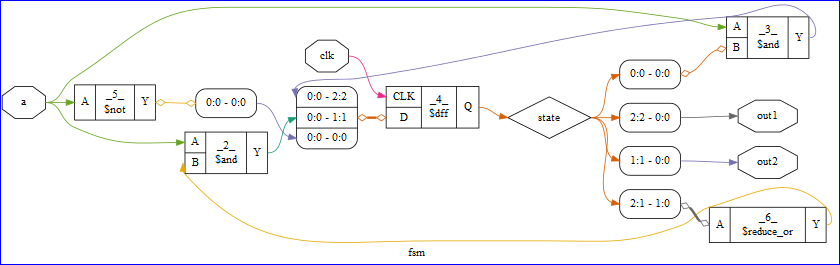 _3_
$and
A
B
Y
clk
0:0 - 0:0
a
_5_
$not
A
Y
0:0 - 0:0
0:0 - 2:2
0:0 - 1:1
0:0 - 0:0
CLK
D
_4_
$dff
Q
state
2:2 - 0:0
out1
_2_
$and
A
B
Y
1:1 - 0:0
out2
2:1 - 1:0
A
_6_
$reduce_or
Y
fsm